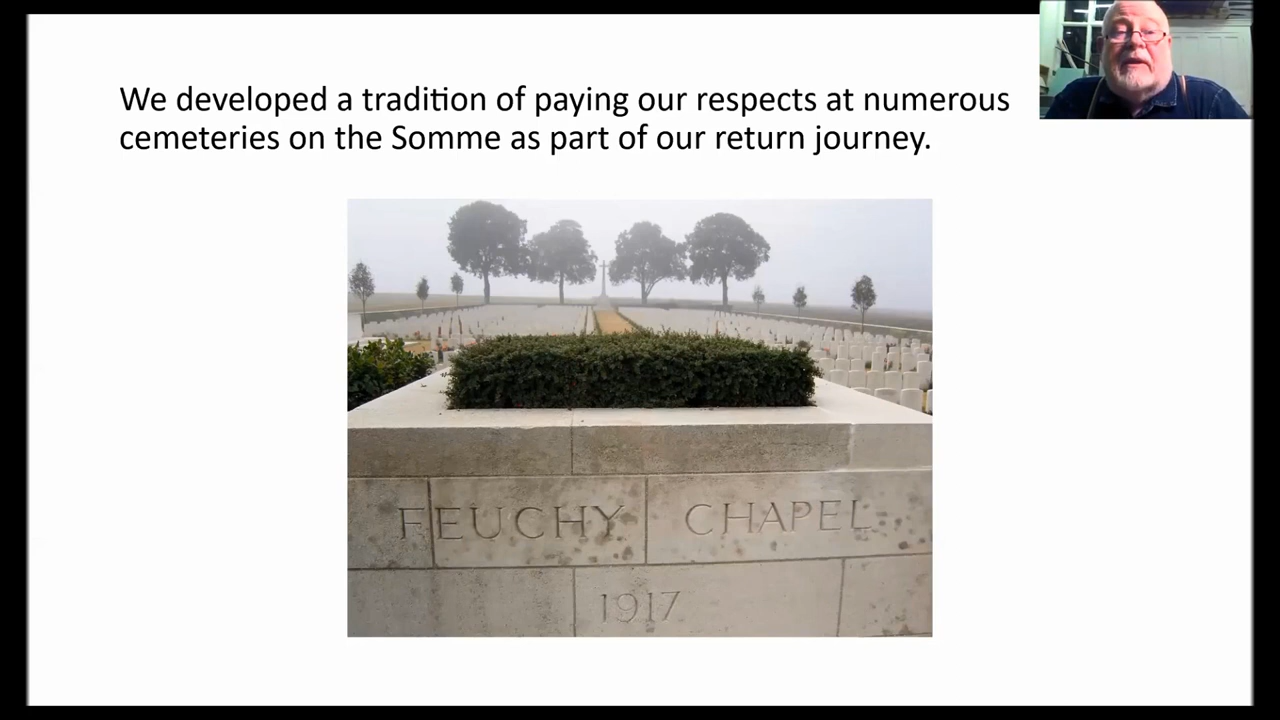 We developed a tradition of paying our respects at numerous
cemeteries on the Somme as part of our return journey.
FEUCHY CHAPEL
1917